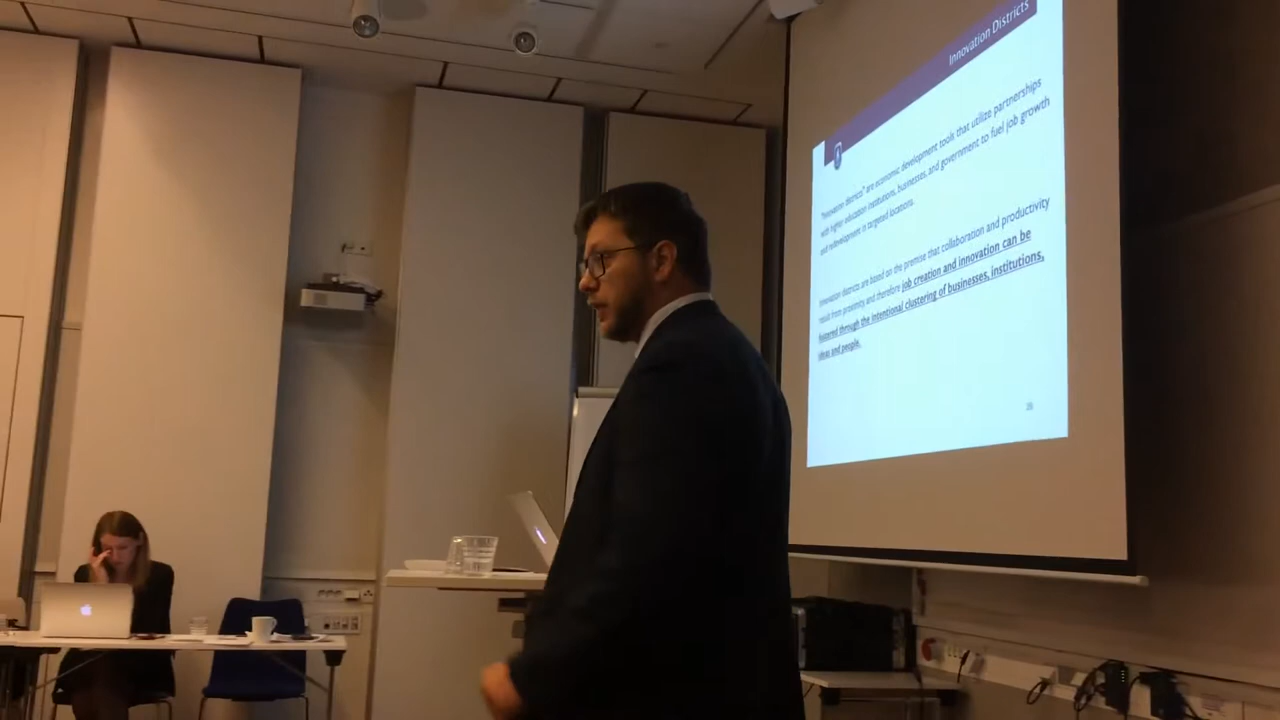 Innovation Districts
"Innovation districts" are economic development tools that utilize partnerships
with higher education institutions, businesses, and government to fuel job growth
and redevelopment in targeted locations.
Innovation districts are based on the premise that collaboration and productivity
result from proximity, and therefore job creation and innovation can be
fostered through the intentional clustering of businesses, institutions,
ideas and people.